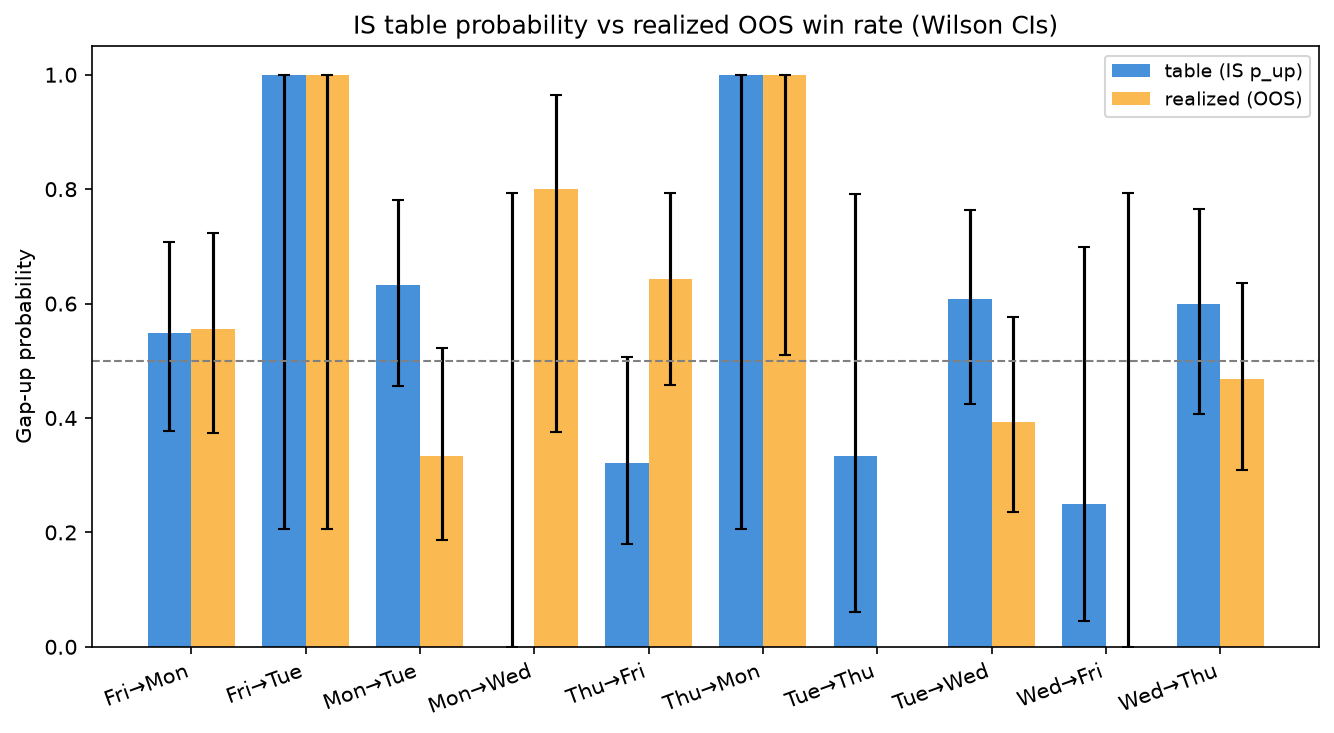 IS table probability vs realized OOS win rate (Wilson CIs)
table (IS p_up)
realized (OOS)
Gap-up probability
1.0
0.8
0.6
0.4
0.2
0.0
Fri→Mon
Fri→Tue
Mon→Tue
Mon→Wed
Thu→Fri
Thu→Mon
Tue→Thu
Tue→Wed
Wed→Fri
Wed→Thu